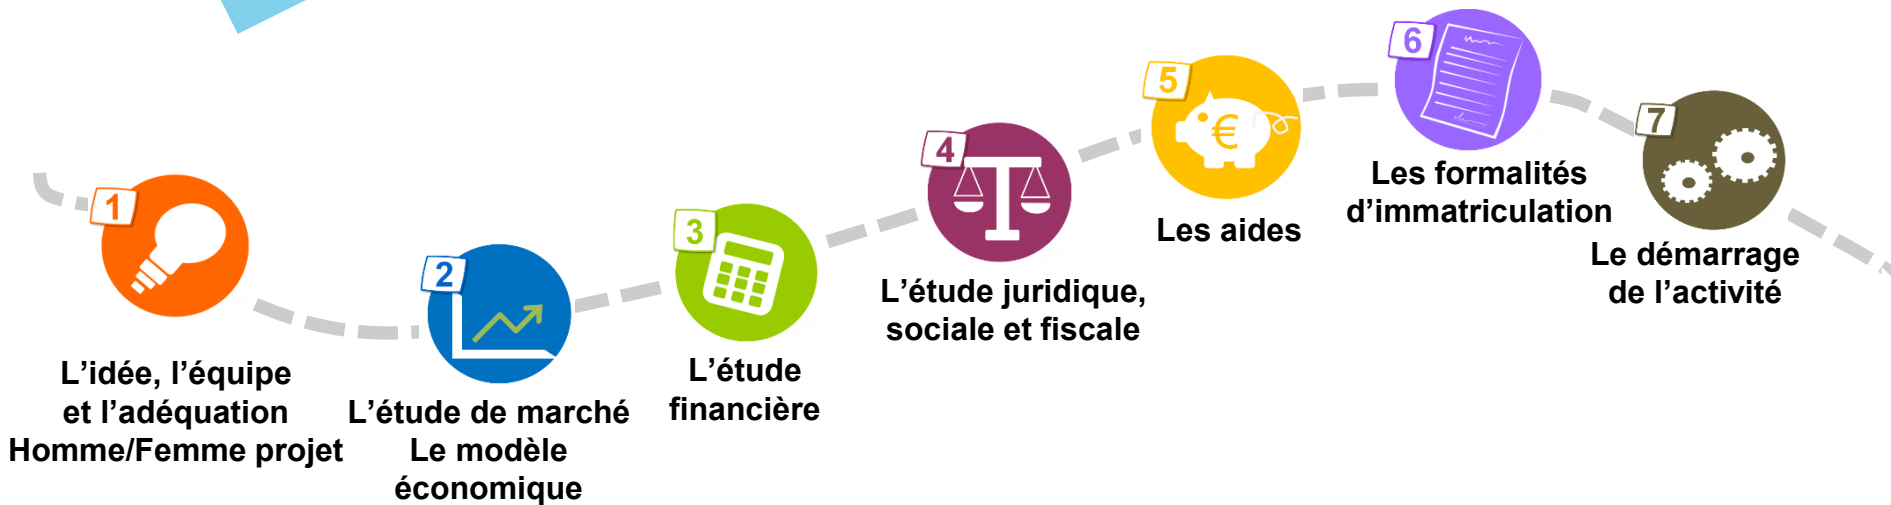 1
L’idée, l’équipe
et l’adéquation
Homme/Femme projet
2
L’étude de marché
Le modèle
économique
3
L’étude
financière
4
L’étude juridique,
sociale et fiscale
5
€
Les aides
6
Les formalités
d’immatriculation
7
Le démarrage
de l’activité